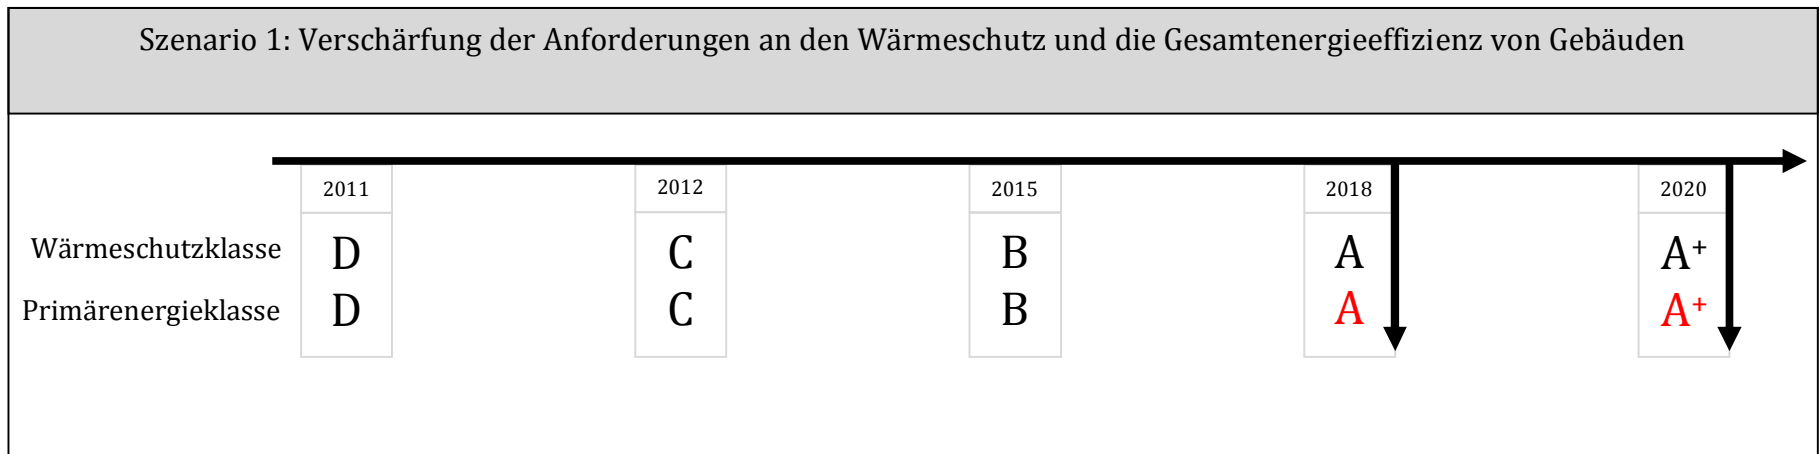 Szenario 1: Verschärfung der Anforderungen an den Wärmeschutz und die Gesamtenergieeffizienz von Gebäuden
2011 2012 2015 2018 2020
Wärmeschutzklasse D C B A A+
Primärenergieklasse D C B A A+